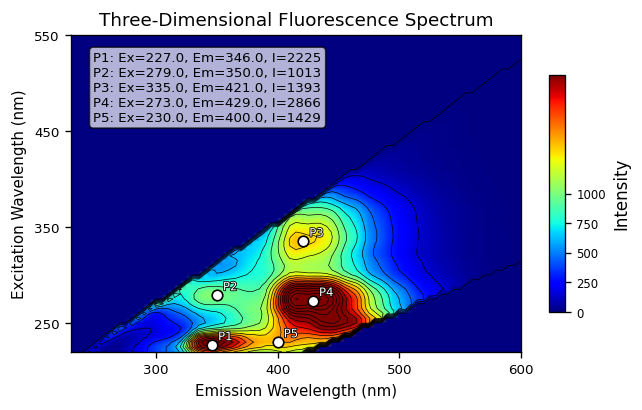 Three-Dimensional Fluorescence Spectrum
P1: Ex=227.0, Em=346.0, I=2225
P2: Ex=279.0, Em=350.0, I=1013
P3: Ex=335.0, Em=421.0, I=1393
P4: Ex=273.0, Em=429.0, I=2866
P5: Ex=230.0, Em=400.0, I=1429
Excitation Wavelength (nm)
550
450
350
250
P3
P2
P4
P5
P1
300
400
500
600
Emission Wavelength (nm)
1000
750
500
250
0
Intensity